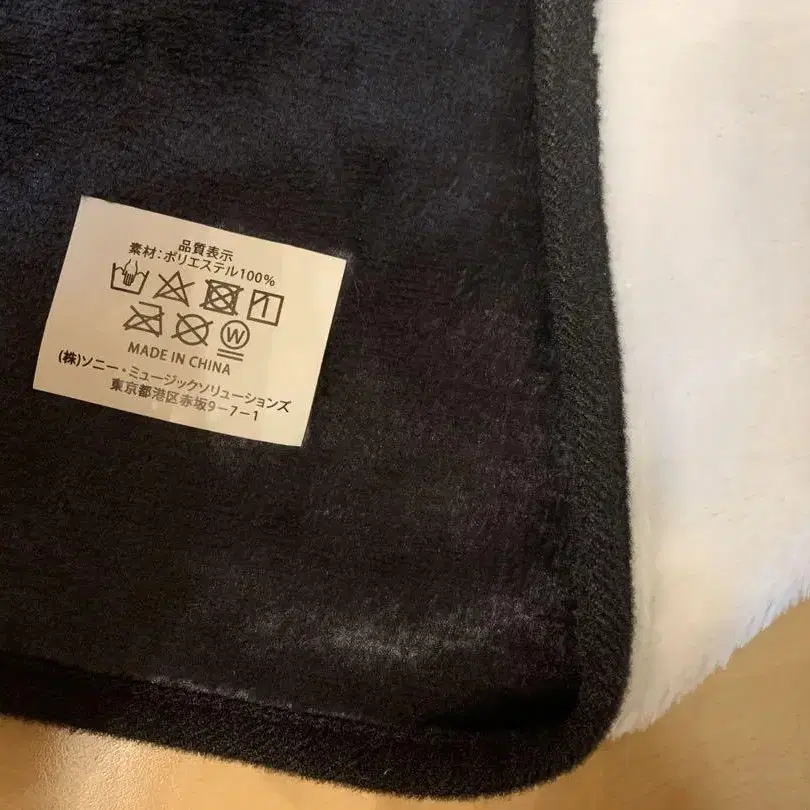 品質表示
素材:ポリエステル100%
W
MADE IN CHINA
(株)ソニー・ミュージックソリューションズ
東京都港区赤坂9-7-1